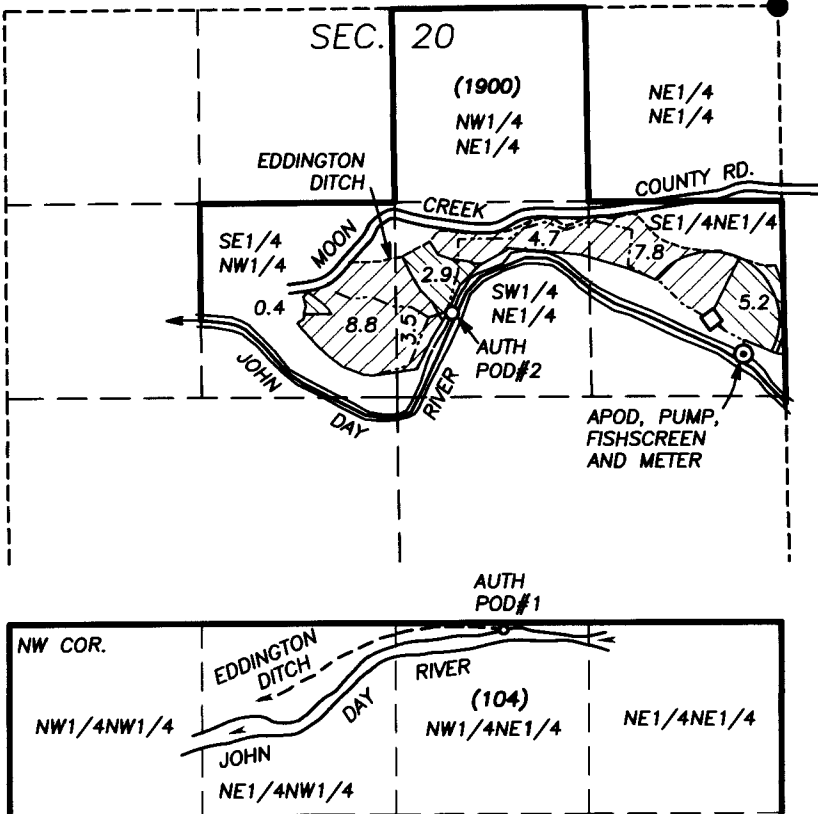 SEC. 20
(1900)
NW1/4
NE1/4
NE1/4
NE1/4
EDDINGTON
DITCH
COUNTY RD.
CREEK
MOON
SE1/4
NW1/4
SE1/4NE1/4
4.7
7.8
2.9
5.2
0.4
8.8
3.5
SW1/4
NE1/4
AUTH
POD#2
JOHN
DAY
RIVER
APOD, PUMP,
FISHSCREEN
AND METER
AUTH
POD#1
NW COR.
EDDINGTON
DITCH
RIVER
DAY
JOHN
(104)
NW1/4NW1/4
NW1/4NE1/4
NE1/4NE1/4
NE1/4NW1/4